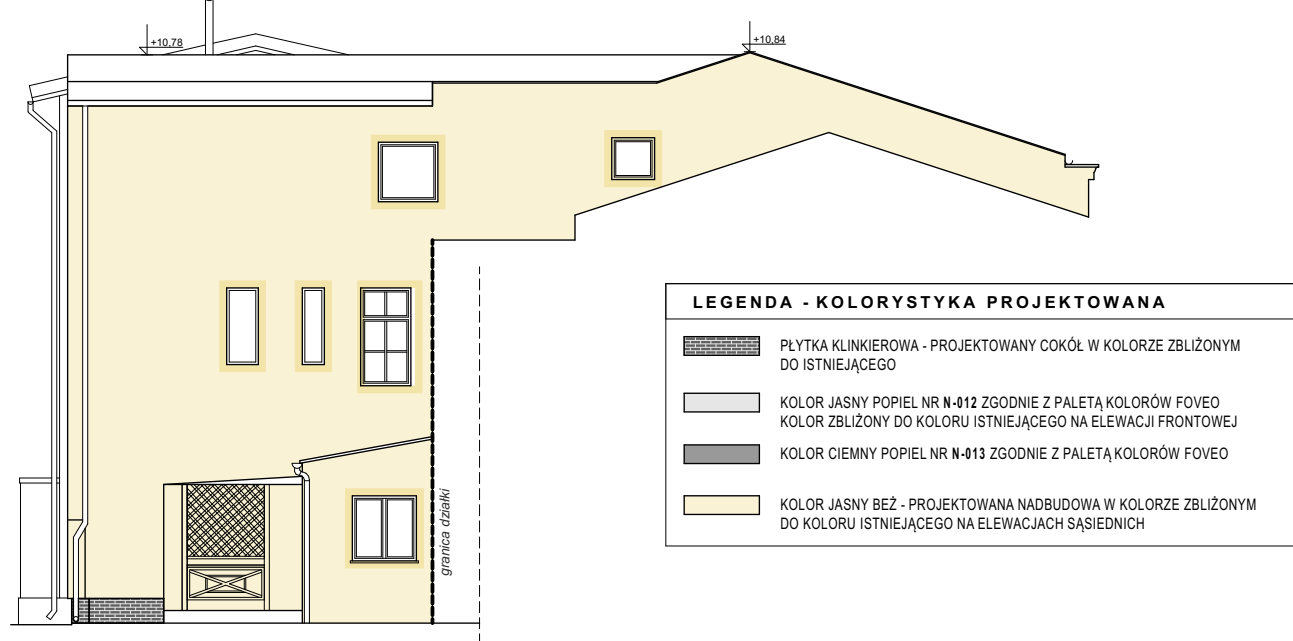 +10,78
+10,84
LEGENDA - KOLORYSTYKA PROJEKTOWANA
PŁYTKA KLINKIEROWA - PROJEKTOWANY COKÓŁ W KOLORZE ZBLIŻONYM
DO ISTNIEJĄCEGO
KOLOR JASNY POPIEL NR N-012 ZGODNIE Z PALETĄ KOLORÓW FOVEO
KOLOR ZBLIŻONY DO KOLORU ISTNIEJĄCEGO NA ELEWACJI FRONTOWEJ
KOLOR CIEMNY POPIEL NR N-013 ZGODNIE Z PALETĄ KOLORÓW FOVEO
KOLOR JASNY BEŻ - PROJEKTOWANA NADBUDOWA W KOLORZE ZBLIŻONYM
DO KOLORU ISTNIEJĄCEGO NA ELEWACJACH SĄSIEDNICH
granica działki